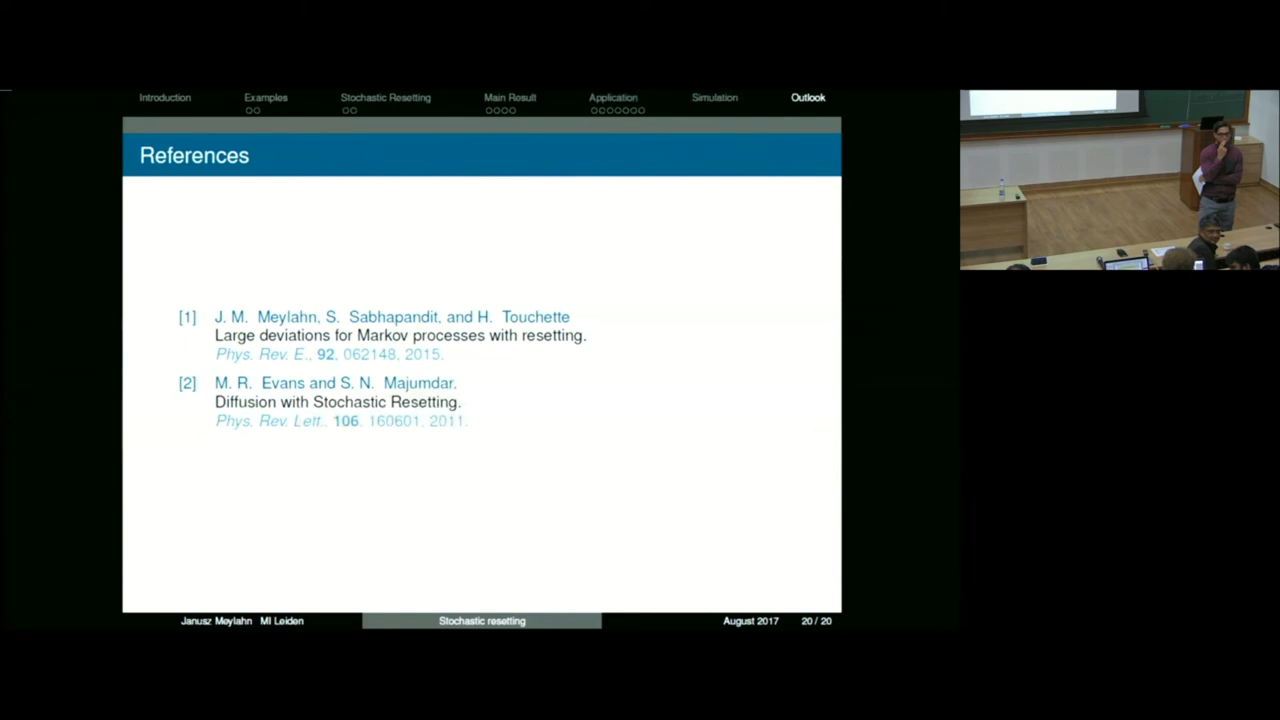 Introduction Examples Stochastic Resetting Main Result Application Simulation Outlook
References
[1] J. M. Meylahn, S. Sabhapandit, and H. Touchette
Large deviations for Markov processes with resetting.
Phys. Rev. E., 92, 062148, 2015.
[2] M. R. Evans and S. N. Majumdar.
Diffusion with Stochastic Resetting.
Phys. Rev. Lett., 106, 160601, 2011.
Janusz Meylahn MI Leiden Stochastic resetting August 2017 20 / 20